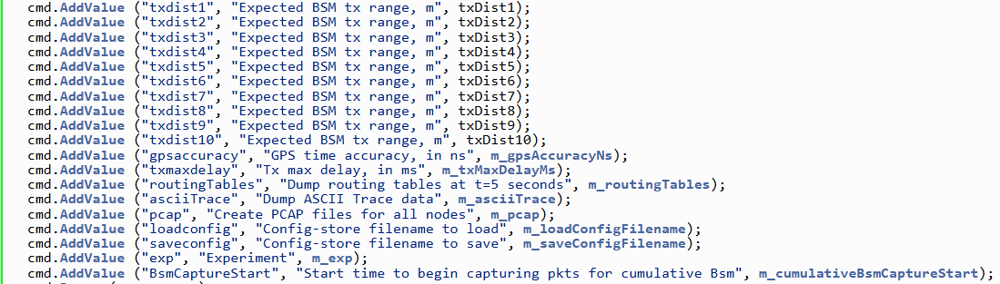 cmd.AddValue ("txdist1", "Expected BSM tx range, m", txDist1);
cmd.AddValue ("txdist2", "Expected BSM tx range, m", txDist2);
cmd.AddValue ("txdist3", "Expected BSM tx range, m", txDist3);
cmd.AddValue ("txdist4", "Expected BSM tx range, m", txDist4);
cmd.AddValue ("txdist5", "Expected BSM tx range, m", txDist5);
cmd.AddValue ("txdist6", "Expected BSM tx range, m", txDist6);
cmd.AddValue ("txdist7", "Expected BSM tx range, m", txDist7);
cmd.AddValue ("txdist8", "Expected BSM tx range, m", txDist8);
cmd.AddValue ("txdist9", "Expected BSM tx range, m", txDist9);
cmd.AddValue ("txdist10", "Expected BSM tx range, m", txDist10);
cmd.AddValue ("gpsaccuracy", "GPS time accuracy, in ns", m_gpsAccuracyNs);
cmd.AddValue ("txmaxdelay", "Tx max delay, in ms", m_txMaxDelayMs);
cmd.AddValue ("routingTables", "Dump routing tables at t=5 seconds", m_routingTables);
cmd.AddValue ("asciiTrace", "Dump ASCII Trace data", m_asciiTrace);
cmd.AddValue ("pcap", "Create PCAP files for all nodes", m_pcap);
cmd.AddValue ("loadconfig", "Config-store filename to load", m_loadConfigFilename);
cmd.AddValue ("saveconfig", "Config-store filename to save", m_saveConfigFilename);
cmd.AddValue ("exp", "Experiment", m_exp);
cmd.AddValue ("BsmCaptureStart", "Start time to begin capturing pkts for cumulative Bsm", m_cumulativeBsmCaptureStart);